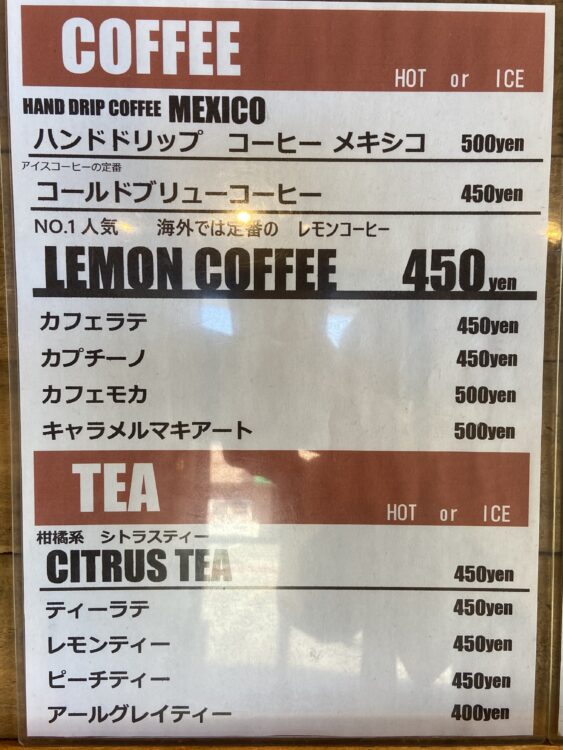 COFFEE
HOT or ICE
HAND DRIP COFFEE MEXICO
ハンドドリップ コーヒー メキシコ 500yen
アイスコーヒーの定番
コールドブリューコーヒー 450yen
NO.1人気 海外では定番の レモンコーヒー
LEMON COFFEE 450yen
カフェラテ 450yen
カプチーノ 450yen
カフェモカ 500yen
キャラメルマキアート 500yen
TEA
HOT or ICE
柑橘系 シトラスティー
CITRUS TEA 450yen
ティーラテ 450yen
レモンティー 450yen
ピーチティー 450yen
アールグレイティー 400yen